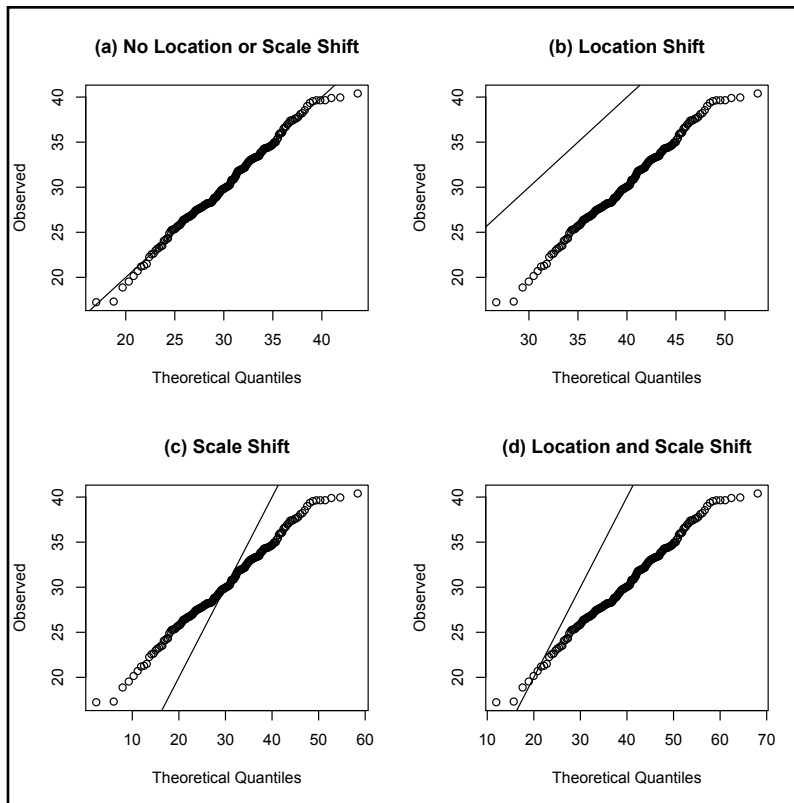 (a) No Location or Scale Shift
40
35
30
25
20
Observed
20 25 30 35 40
Theoretical Quantiles
(b) Location Shift
40
35
30
25
20
Observed
30 35 40 45 50
Theoretical Quantiles
(c) Scale Shift
40
35
30
25
20
Observed
10 20 30 40 50 60
Theoretical Quantiles
(d) Location and Scale Shift
40
35
30
25
20
Observed
10 20 30 40 50 60 70
Theoretical Quantiles